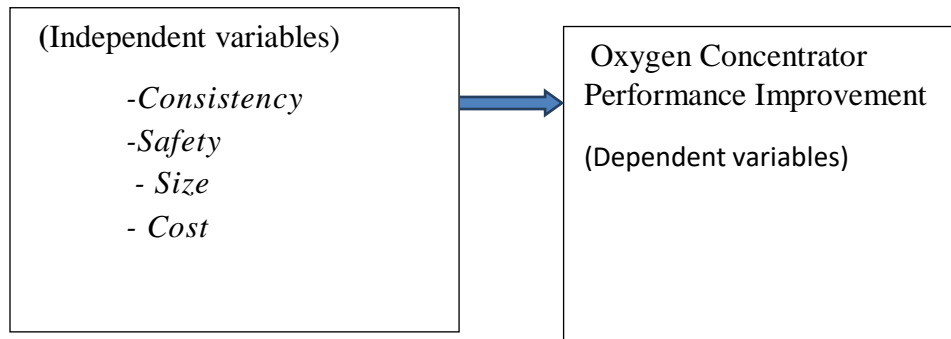 (Independent variables)
-Consistency
-Safety
- Size
- Cost
Oxygen Concentrator
Performance Improvement
(Dependent variables)